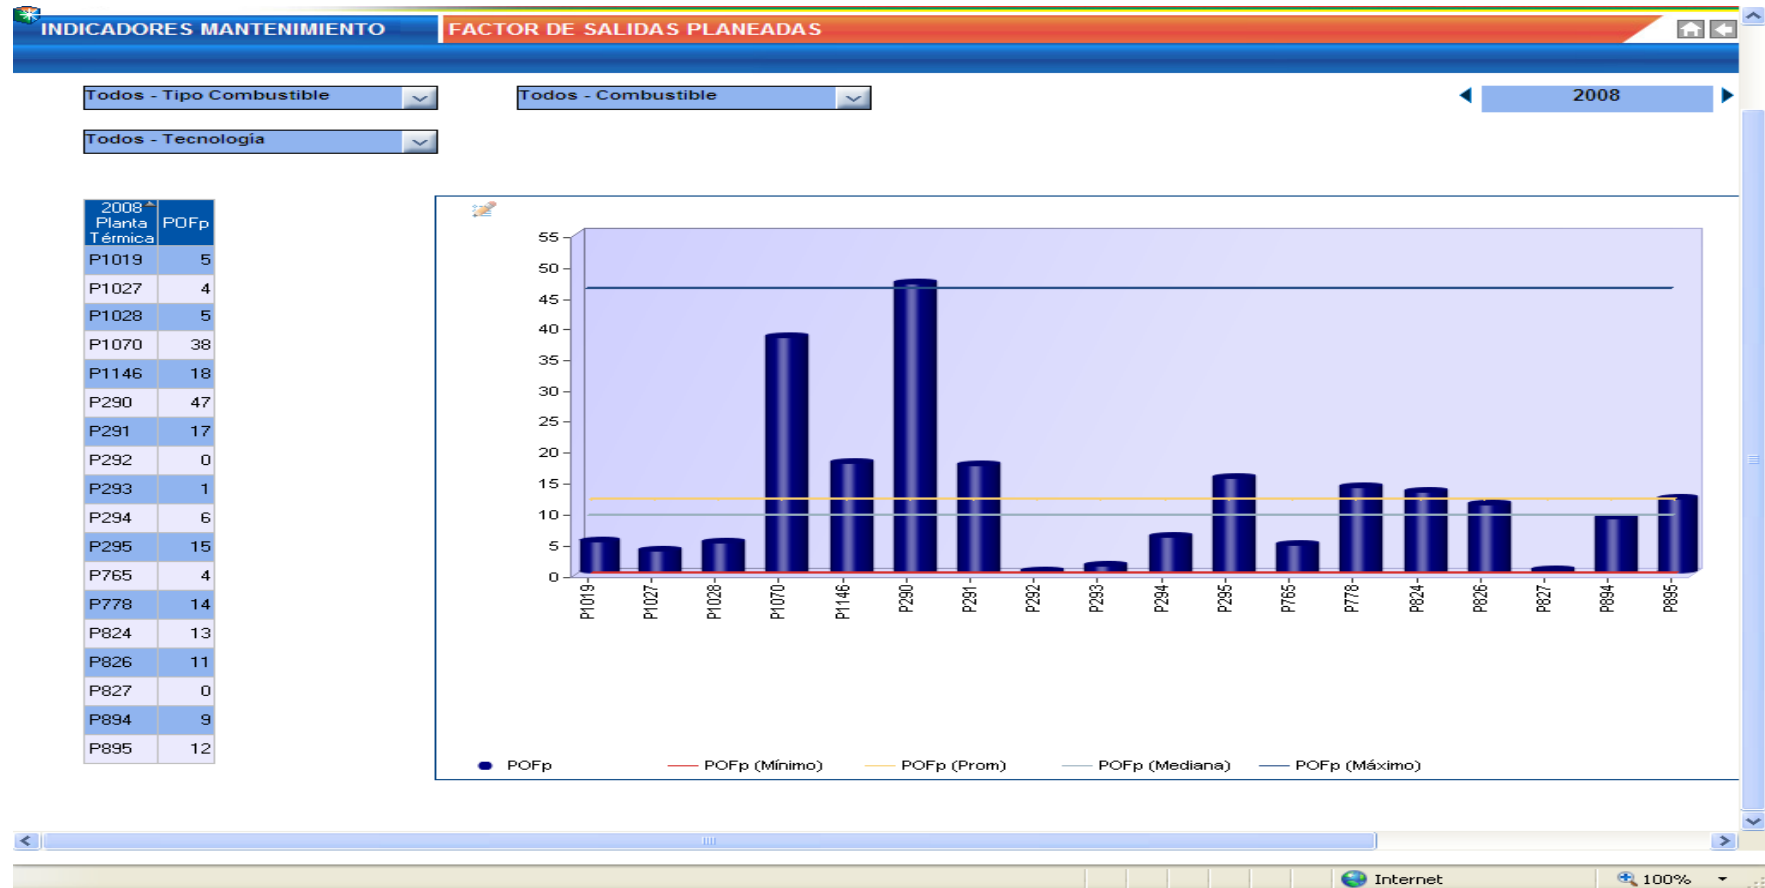 INDICADORES MANTENIMIENTO FACTOR DE SALIDAS PLANEADAS
Todos - Tipo Combustible Todos - Combustible 2008
Todos - Tecnología
2008
Planta
Térmica POFp
P1019 5
P1027 4
P1028 5
P1070 38
P1146 18
P290 47
P291 17
P292 0
P293 1
P294 6
P295 15
P765 4
P778 14
P824 13
P826 11
P827 0
P894 9
P895 12
55
50
45
40
35
30
25
20
15
10
5
0
P1019 P1027 P1028 P1070 P1146 P290 P291 P292 P293 P294 P295 P765 P778 P824 P826 P827 P894 P895
POFp POFp (Mínimo) POFp (Prom) POFp (Mediana) POFp (Máximo)
Internet 100%